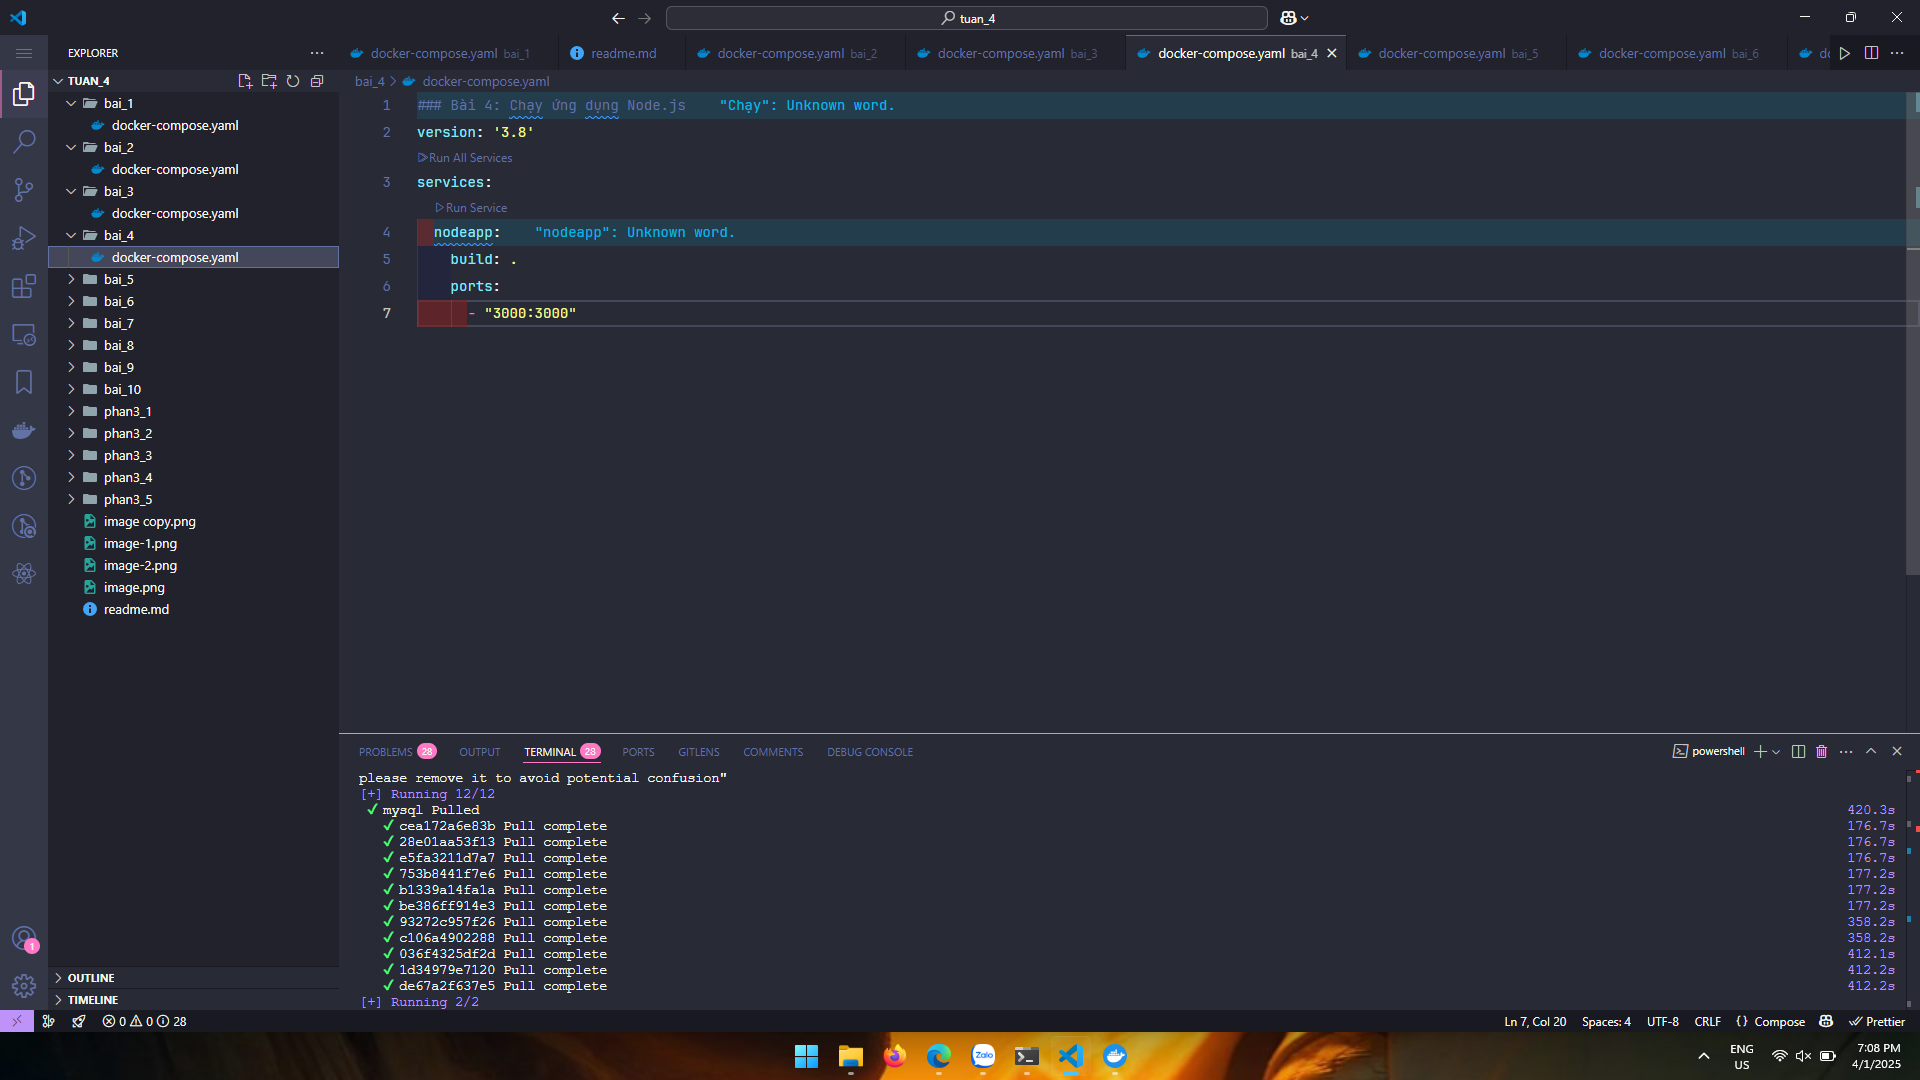 tuan_4
EXPLORER
docker-compose.yaml bai_1
readme.md
docker-compose.yaml bai_2
docker-compose.yaml bai_3
docker-compose.yaml bai_4
docker-compose.yaml bai_5
docker-compose.yaml bai_6
TUAN_4
bai_1
docker-compose.yaml
bai_2
docker-compose.yaml
bai_3
docker-compose.yaml
bai_4
docker-compose.yaml
bai_5
bai_6
bai_7
bai_8
bai_9
bai_10
phan3_1
phan3_2
phan3_3
phan3_4
phan3_5
image copy.png
image-1.png
image-2.png
image.png
readme.md
OUTLINE
TIMELINE
bai_4 > docker-compose.yaml
1 ### Bài 4: Chạy ứng dụng Node.js "Chạy": Unknown word.
2 version: '3.8'
Run All Services
3 services:
Run Service
4 nodeapp: "nodeapp": Unknown word.
5 build: .
6 ports:
7 - "3000:3000"
PROBLEMS 28 OUTPUT TERMINAL 28 PORTS GITLENS COMMENTS DEBUG CONSOLE
powershell
please remove it to avoid potential confusion"
[+] Running 12/12
✔ mysql Pulled 420.3s
✔ cea172a6e83b Pull complete 176.7s
✔ 28e01aa53f13 Pull complete 176.7s
✔ e5fa3211d7a7 Pull complete 176.7s
✔ 753b8441f7e6 Pull complete 177.2s
✔ b1339a14fa1a Pull complete 177.2s
✔ be386ff914e3 Pull complete 177.2s
✔ 93272c957f26 Pull complete 358.2s
✔ c106a4902288 Pull complete 358.2s
✔ 036f4325df2d Pull complete 412.1s
✔ 1d34979e7120 Pull complete 412.2s
✔ de67a2f637e5 Pull complete 412.2s
[+] Running 2/2
1
0 0 28
Ln 7, Col 20 Spaces: 4 UTF-8 CRLF {} Compose Prettier
Zalo
ENG
US
7:08 PM
4/1/2025